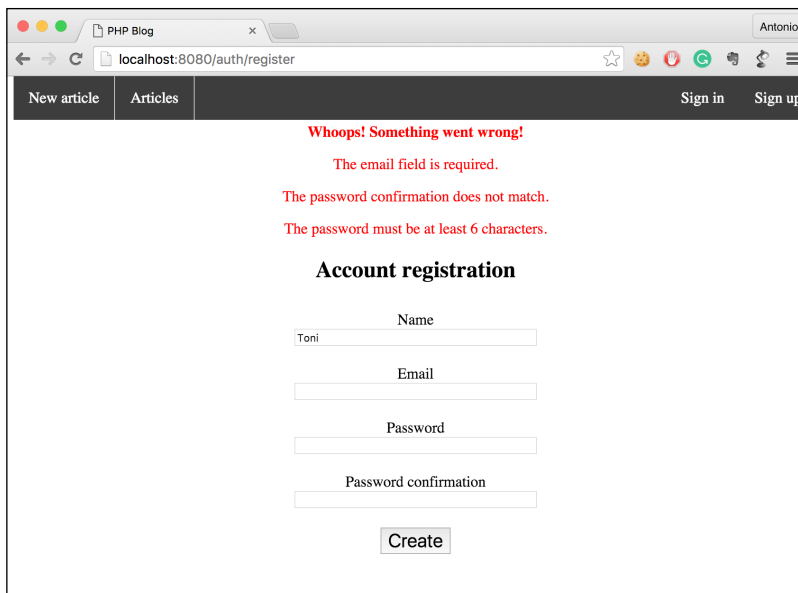 PHP Blog
Antonio
localhost:8080/auth/register
New article
Articles
Sign in
Sign up
Whoops! Something went wrong!
The email field is required.
The password confirmation does not match.
The password must be at least 6 characters.
Account registration
Name
Toni
Email
Password
Password confirmation
Create